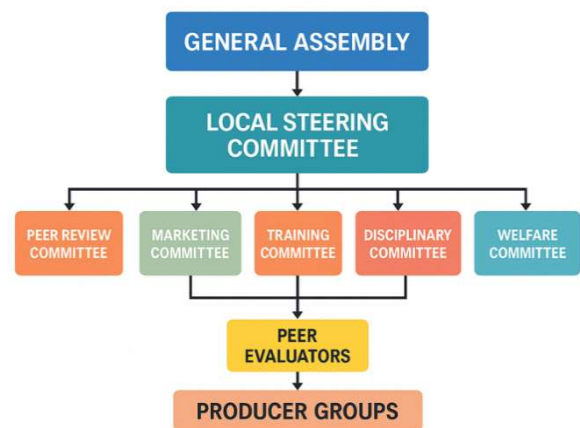 GENERAL ASSEMBLY
LOCAL STEERING
COMMITTEE
PEER REVIEW
COMMITTEE
MARKETING
COMMITTEE
TRAINING
COMMITTEE
DISCIPLINARY
COMMITTEE
WELFARE
COMMITTEE
PEER
EVALUATORS
PRODUCER GROUPS